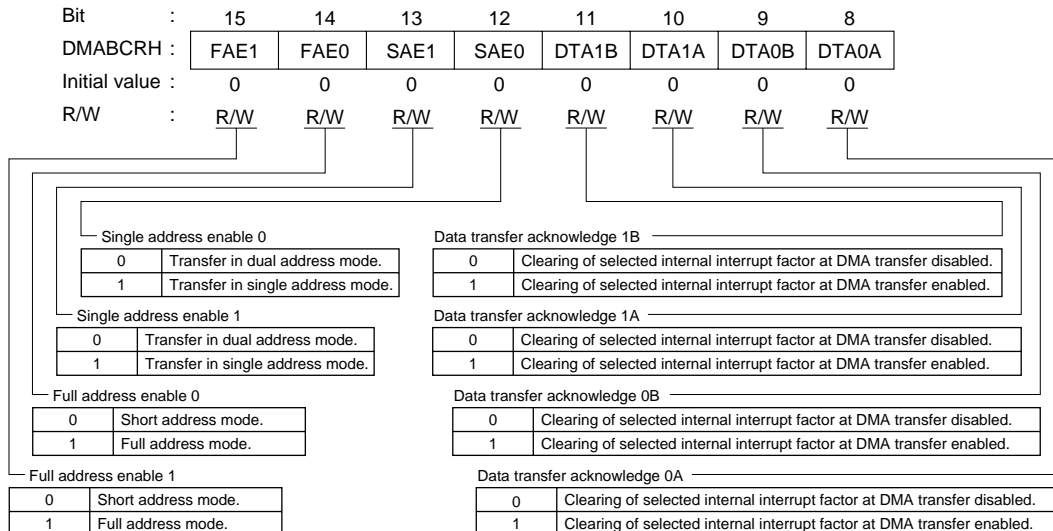 Bit : 15 14 13 12 11 10 9 8
DMABCRH : FAE1 FAE0 SAE1 SAE0 DTA1B DTA1A DTA0B DTA0A
Initial value : 0 0 0 0 0 0 0 0
R/W : R/W R/W R/W R/W R/W R/W R/W R/W
Single address enable 0
0 Transfer in dual address mode.
1 Transfer in single address mode.
Data transfer acknowledge 1B
0 Clearing of selected internal interrupt factor at DMA transfer disabled.
1 Clearing of selected internal interrupt factor at DMA transfer enabled.
Single address enable 1
0 Transfer in dual address mode.
1 Transfer in single address mode.
Data transfer acknowledge 1A
0 Clearing of selected internal interrupt factor at DMA transfer disabled.
1 Clearing of selected internal interrupt factor at DMA transfer enabled.
Full address enable 0
0 Short address mode.
1 Full address mode.
Data transfer acknowledge 0B
0 Clearing of selected internal interrupt factor at DMA transfer disabled.
1 Clearing of selected internal interrupt factor at DMA transfer enabled.
Full address enable 1
0 Short address mode.
1 Full address mode.
Data transfer acknowledge 0A
0 Clearing of selected internal interrupt factor at DMA transfer disabled.
1 Clearing of selected internal interrupt factor at DMA transfer enabled.